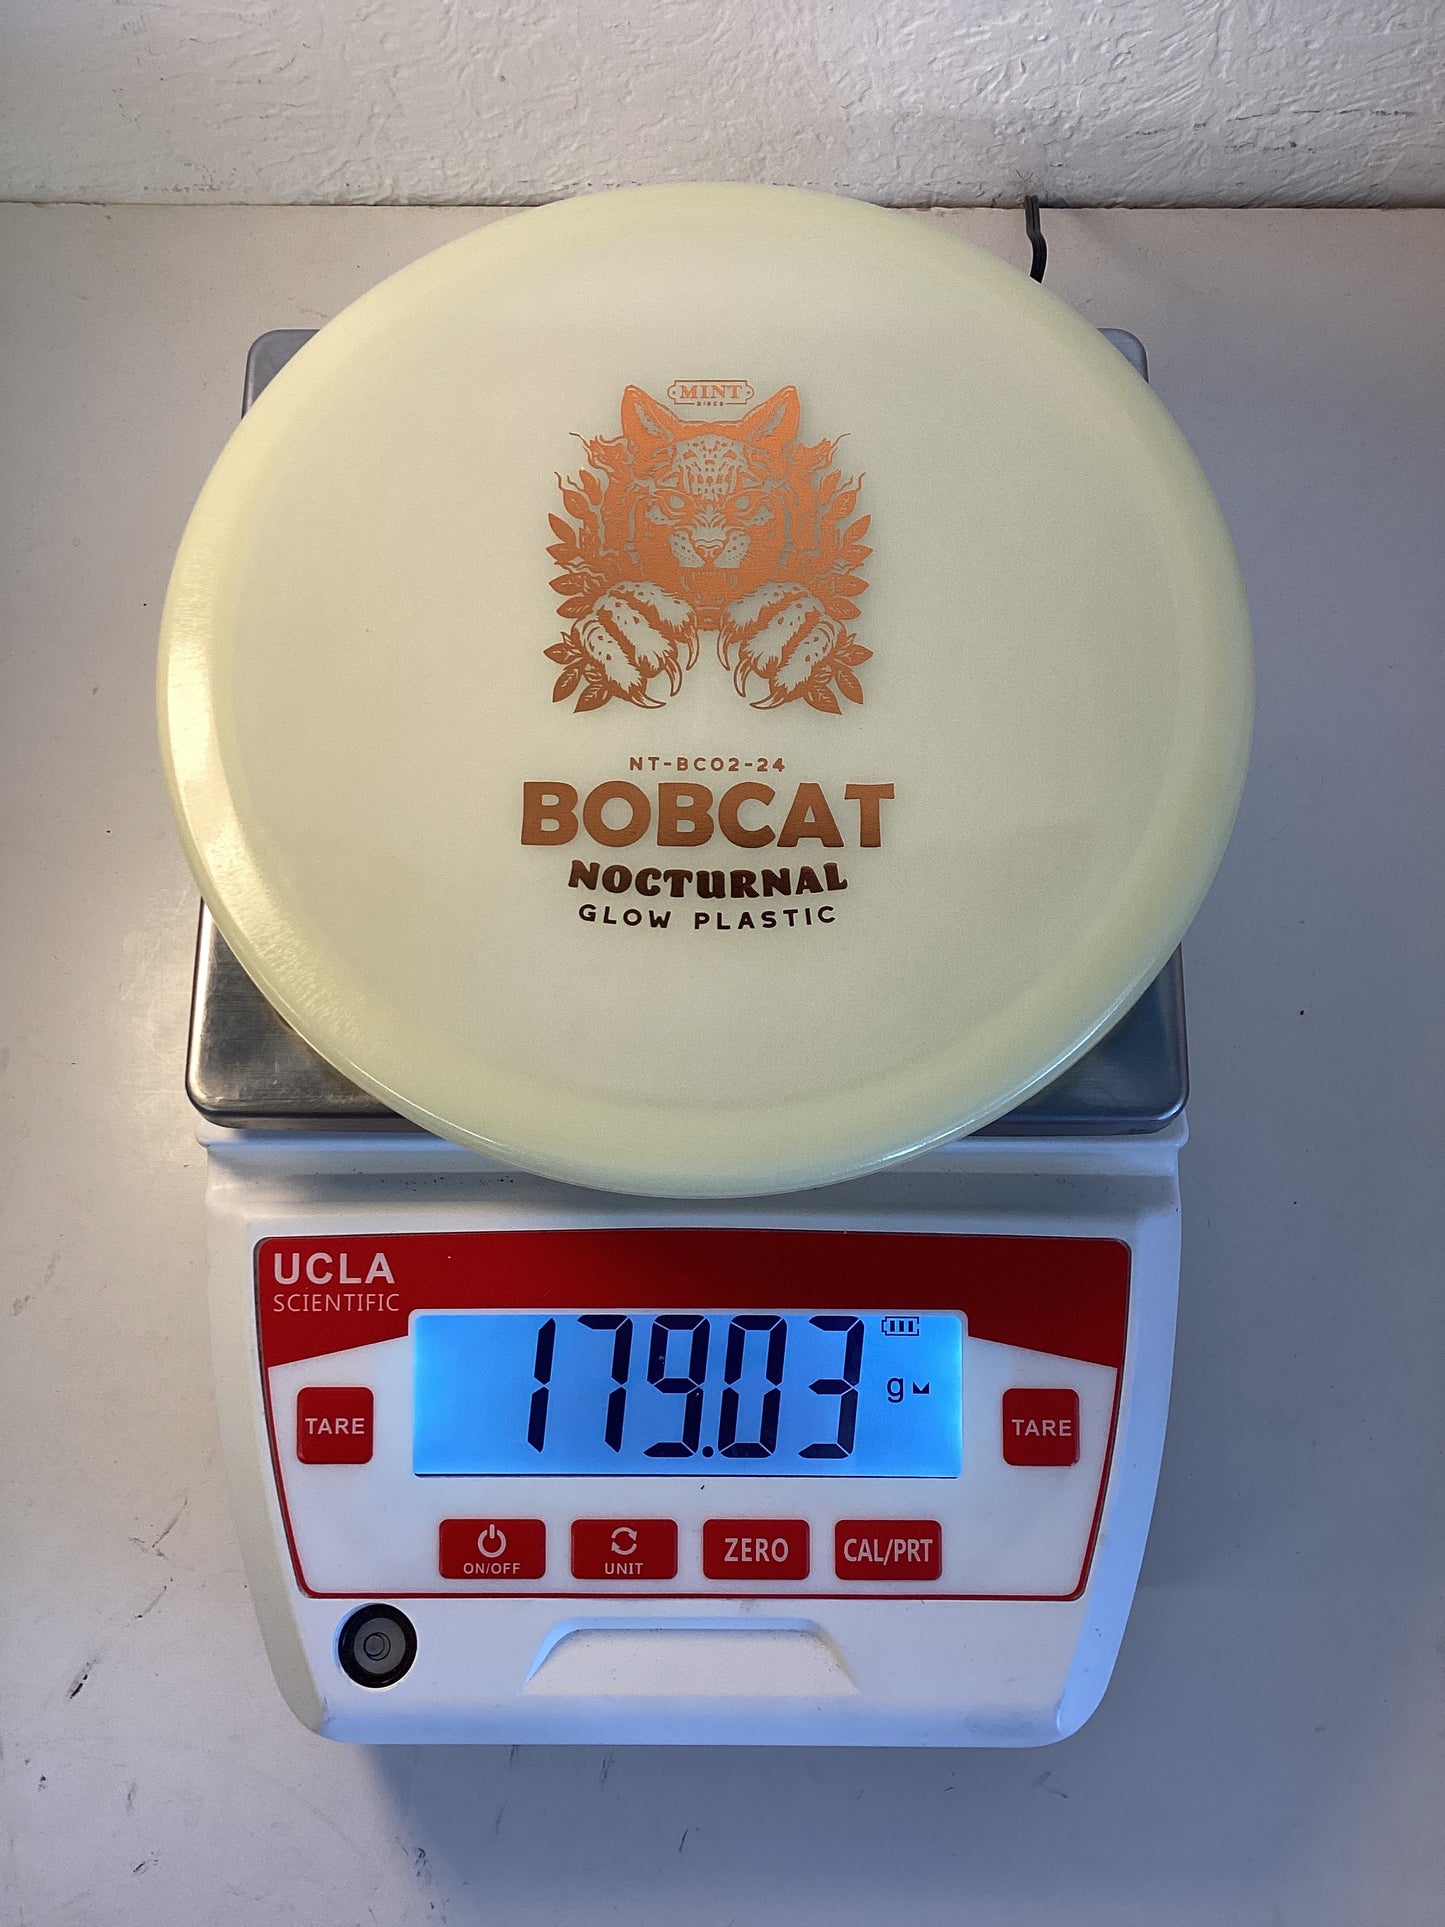 MINT
DISCS
NT-BC02-24
BOBCAT
NOCTURNAL
GLOW PLASTIC
UCLA
SCIENTIFIC
179.03
g
TARE
TARE
ON/OFF
UNIT
ZERO
CAL/PRT